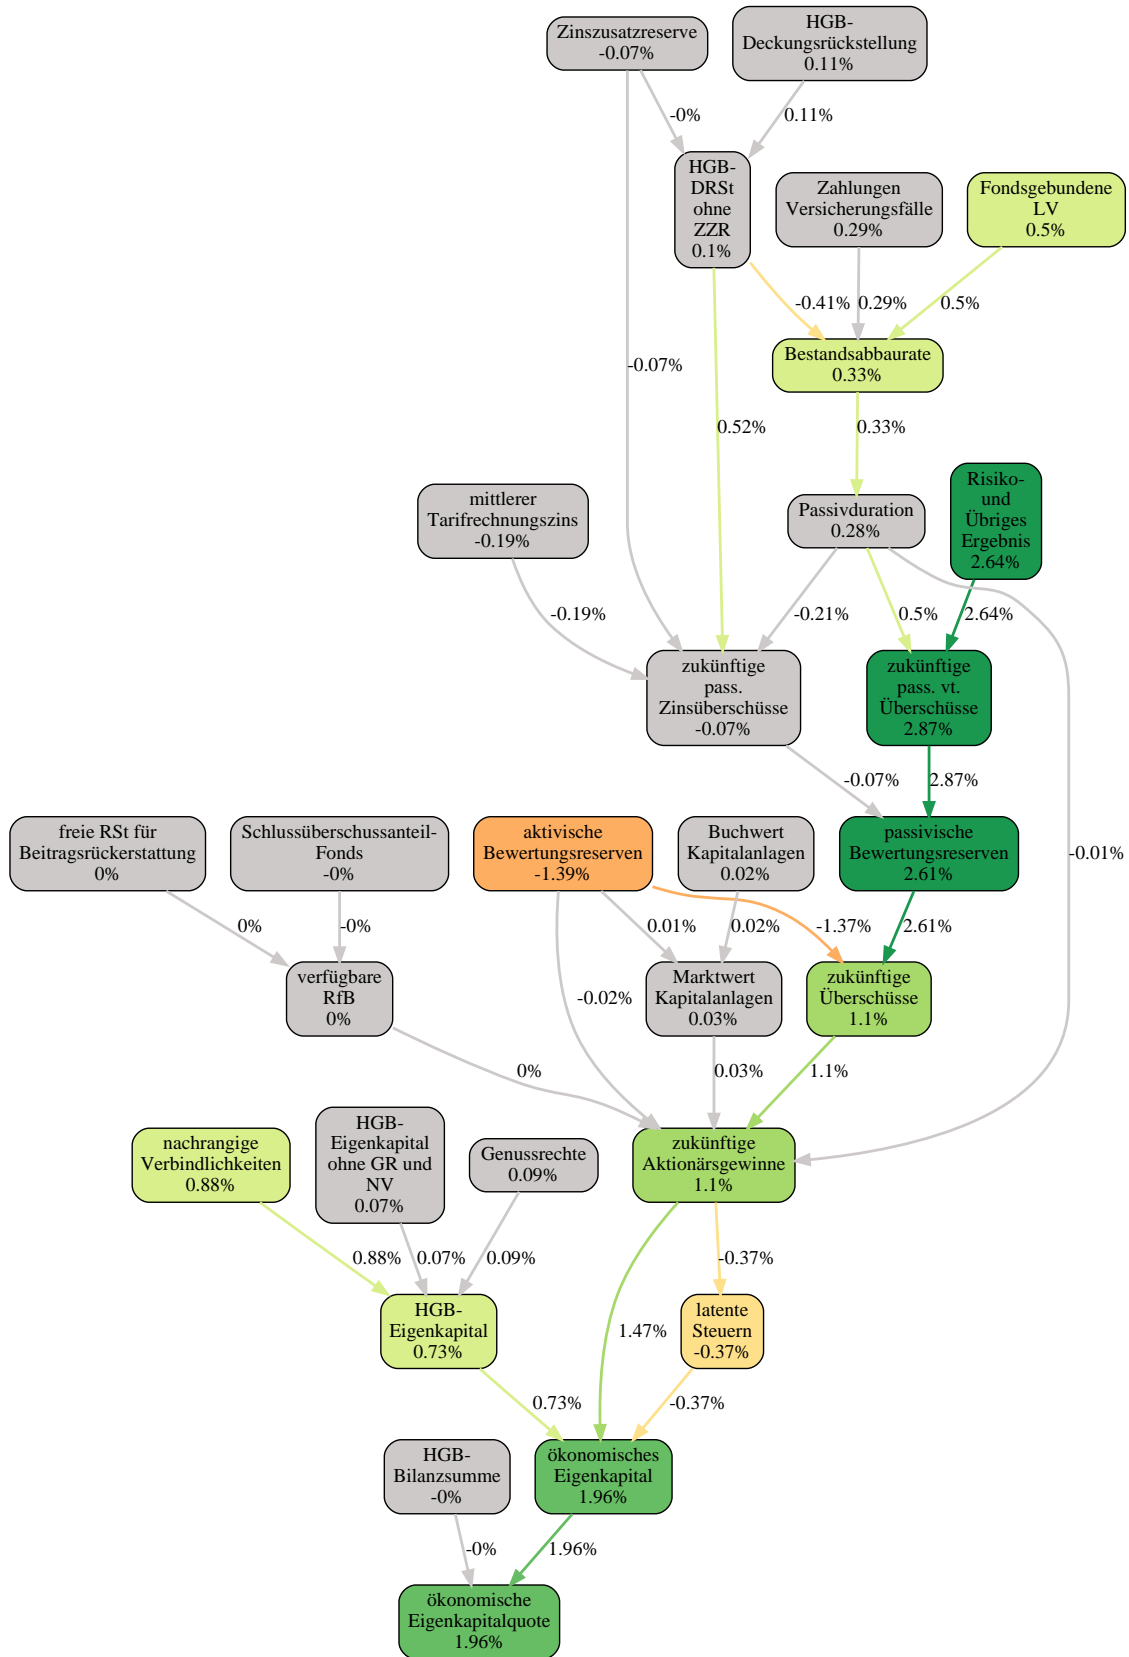 Zinszusatzreserve
-0.07%
HGB-
Deckungsrückstellung
0.11%
-0%
0.11%
HGB-
DRSt
ohne
ZZR
0.1%
Zahlungen
Versicherungsfälle
0.29%
Fondsgebundene
LV
0.5%
-0.41%
0.29%
0.5%
-0.07%
Bestandsabbaurate
0.33%
0.52%
0.33%
mittlerer
Tarifrechnungszins
-0.19%
Passivduration
0.28%
Risiko-
und
Übriges
Ergebnis
2.64%
-0.19%
-0.21%
0.5%
2.64%
zukünftige
pass.
Zinsüberschüsse
-0.07%
zukünftige
pass. vt.
Überschüsse
2.87%
-0.07%
2.87%
freie RSt für
Beitragsrückerstattung
0%
Schlussüberschussanteil-
Fonds
-0%
aktivische
Bewertungsreserven
-1.39%
Buchwert
Kapitalanlagen
0.02%
passivische
Bewertungsreserven
2.61%
-0.01%
0%
-0%
0.01%
0.02%
-1.37%
2.61%
verfügbare
RfB
0%
-0.02%
Marktwert
Kapitalanlagen
0.03%
zukünftige
Überschüsse
1.1%
0%
0.03%
1.1%
nachrangige
Verbindlichkeiten
0.88%
HGB-
Eigenkapital
ohne GR und
NV
0.07%
Genussrechte
0.09%
zukünftige
Aktionärsgewinne
1.1%
0.88%
0.07%
0.09%
-0.37%
HGB-
Eigenkapital
0.73%
1.47%
latente
Steuern
-0.37%
0.73%
-0.37%
HGB-
Bilanzsumme
-0%
ökonomisches
Eigenkapital
1.96%
-0%
1.96%
ökonomische
Eigenkapitalquote
1.96%